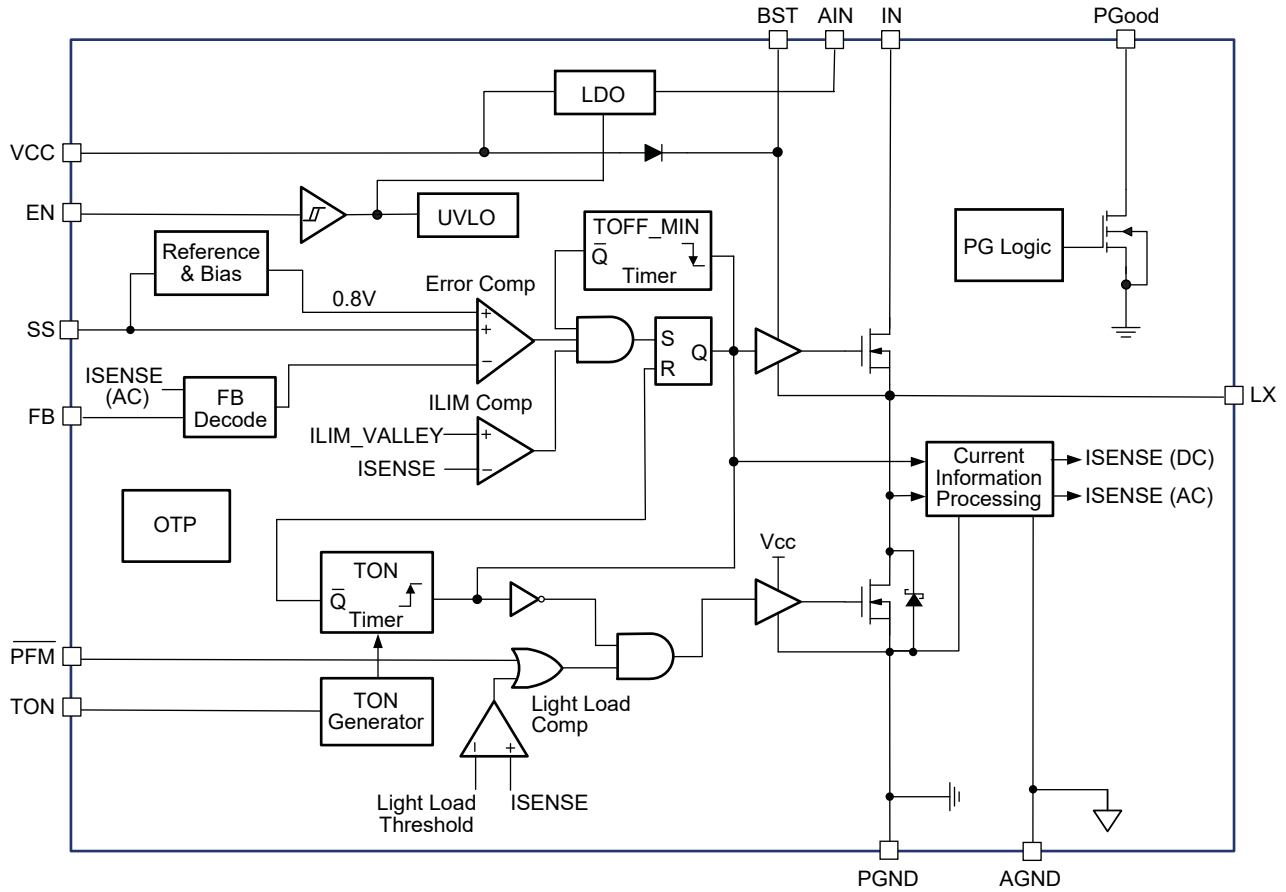 BST
AIN
IN
PGood
LDO
VCC
EN
UVLO
TOFF_MIN
Q̅
Timer
PG Logic
Reference
& Bias
Error Comp
0.8V
+
+
−
SS
S
R
Q
ISENSE
(AC)
FB
Decode
FB
LX
ILIM Comp
ILIM_VALLEY
+
ISENSE
−
Current
Information
Processing
ISENSE (DC)
ISENSE (AC)
OTP
Vcc
TON
Q̅
Timer
P̅F̅M̅
TON
TON
Generator
Light Load
Comp
−
+
Light Load
Threshold
ISENSE
PGND
AGND